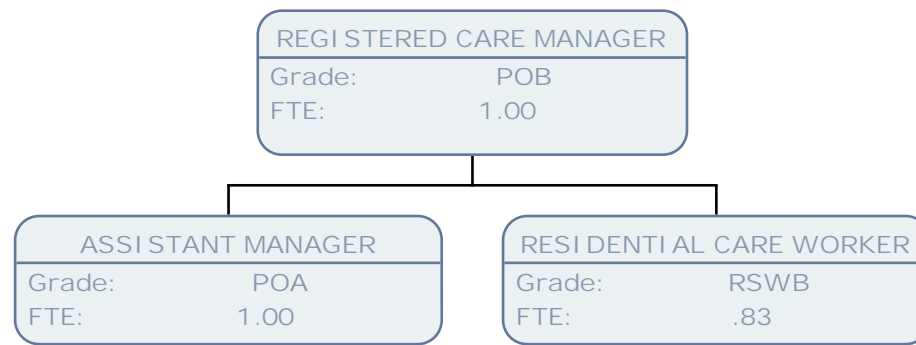 REGISTERED CARE MANAGER
Grade: POB
FTE: 1.00
ASSISTANT MANAGER
Grade: POA
FTE: 1.00
RESIDENTIAL CARE WORKER
Grade: RSWB
FTE: .83